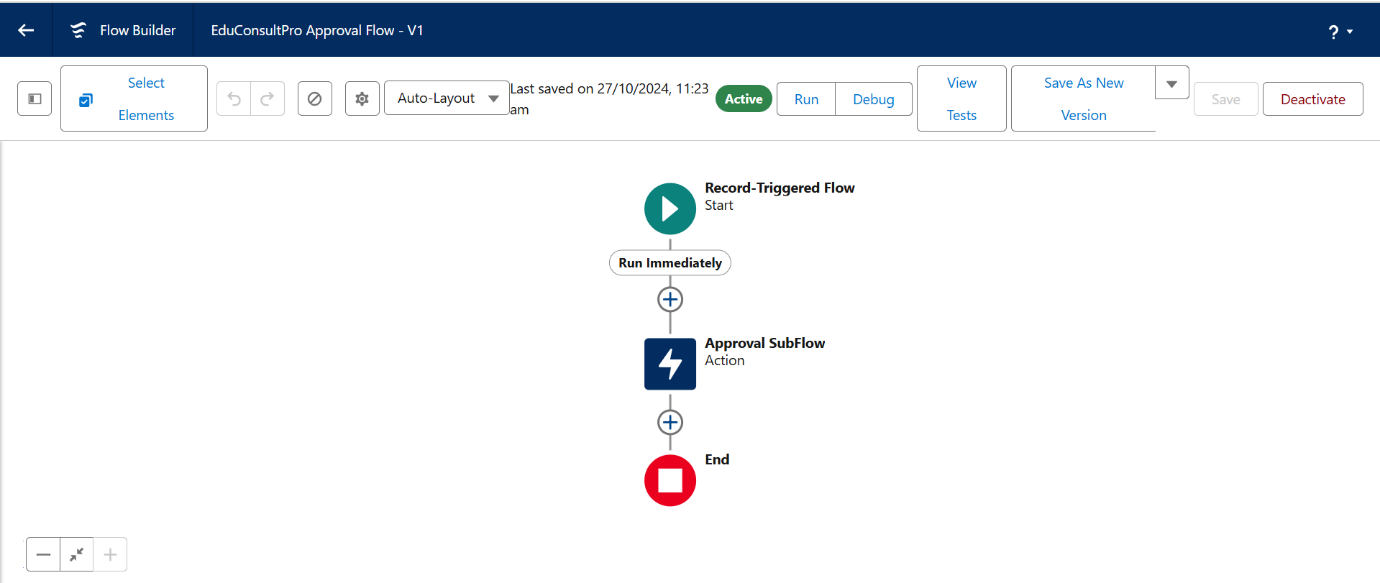 Flow Builder
EduConsultPro Approval Flow - V1
?
Select
Elements
Auto-Layout
Last saved on 27/10/2024, 11:23
am
Active
Run
Debug
View
Tests
Save As New
Version
Save
Deactivate
Record-Triggered Flow
Start
Run Immediately
Approval SubFlow
Action
End